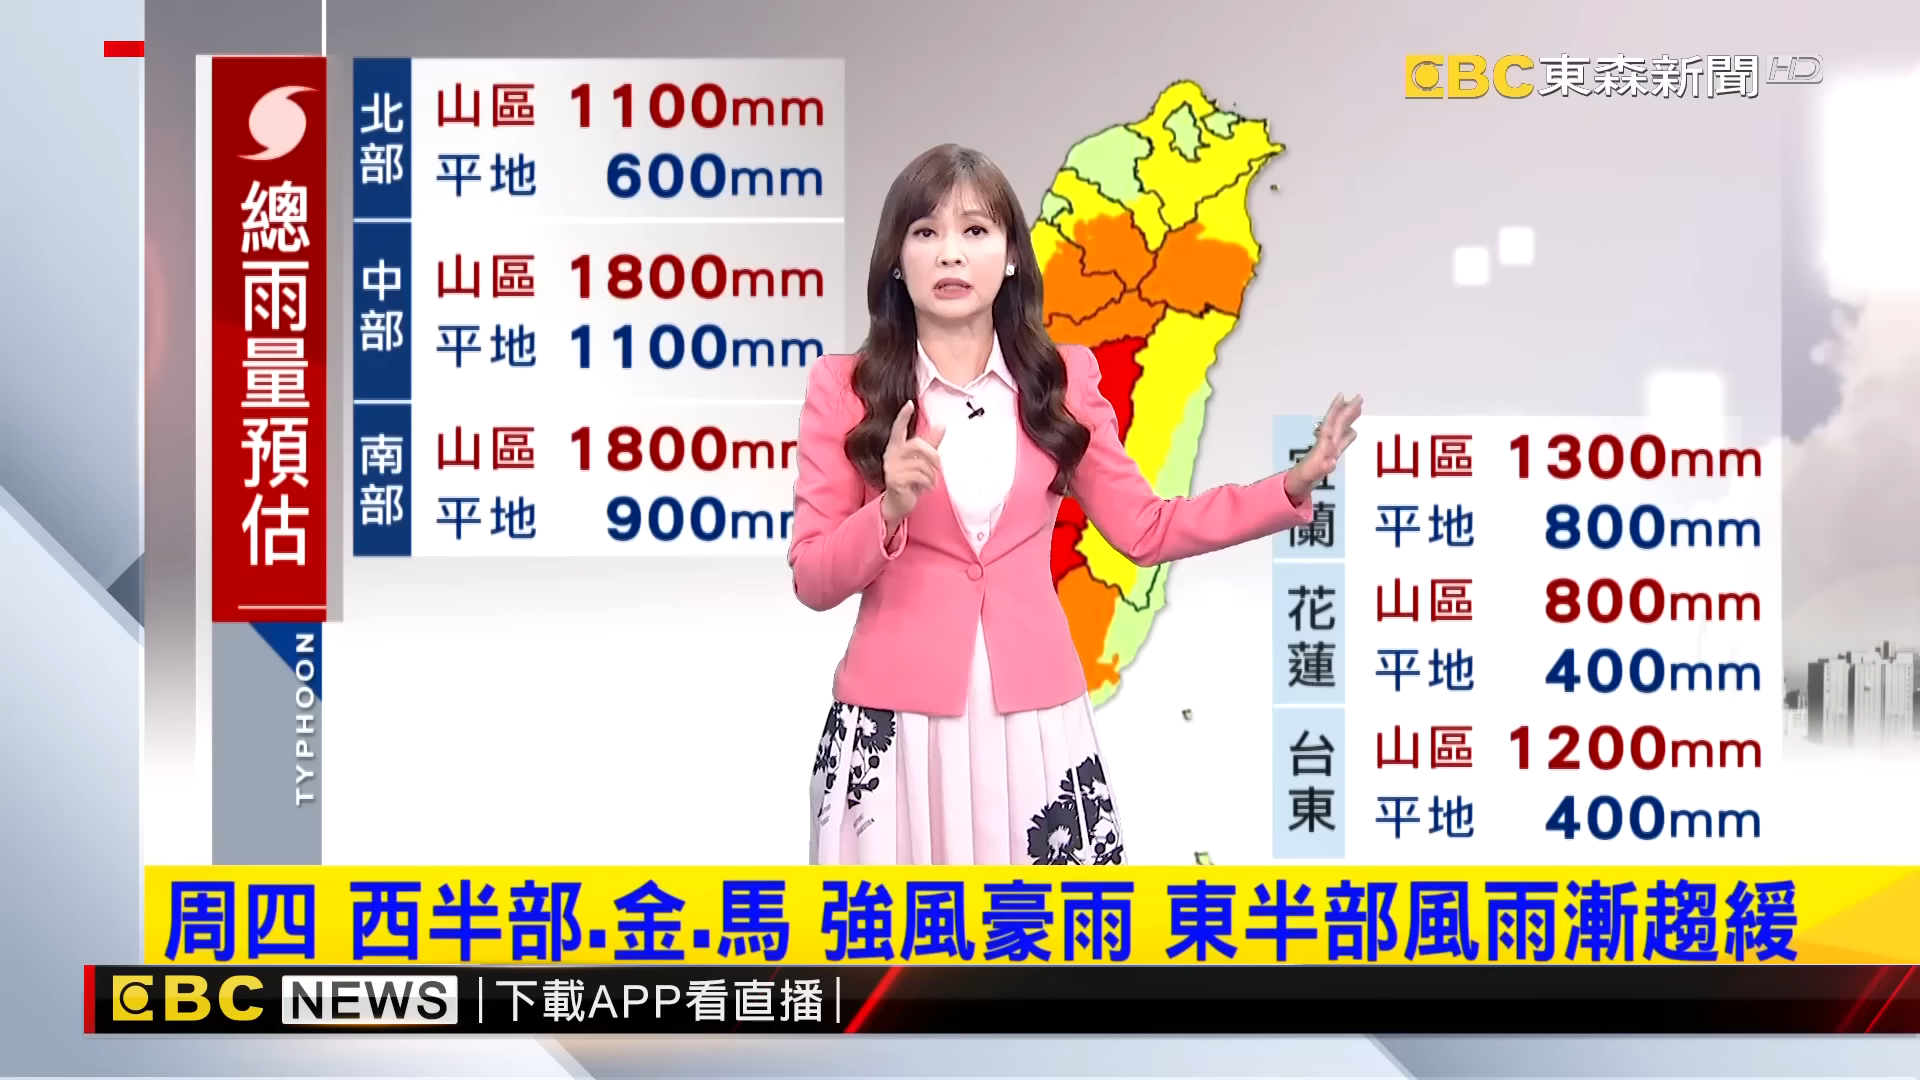 EBC東森新聞HD
總雨量預估
TYPHOON
北部
山區 1100mm
平地 600mm
中部
山區 1800mm
平地 1100mm
南部
山區 1800m
平地 900m
蘭
山區 1300mm
平地 800mm
花蓮
山區 800mm
平地 400mm
台東
山區 1200mm
平地 400mm
周四 西半部.金.馬 強風豪雨 東半部風雨漸趨緩
EBC NEWS |下載APP看直播|